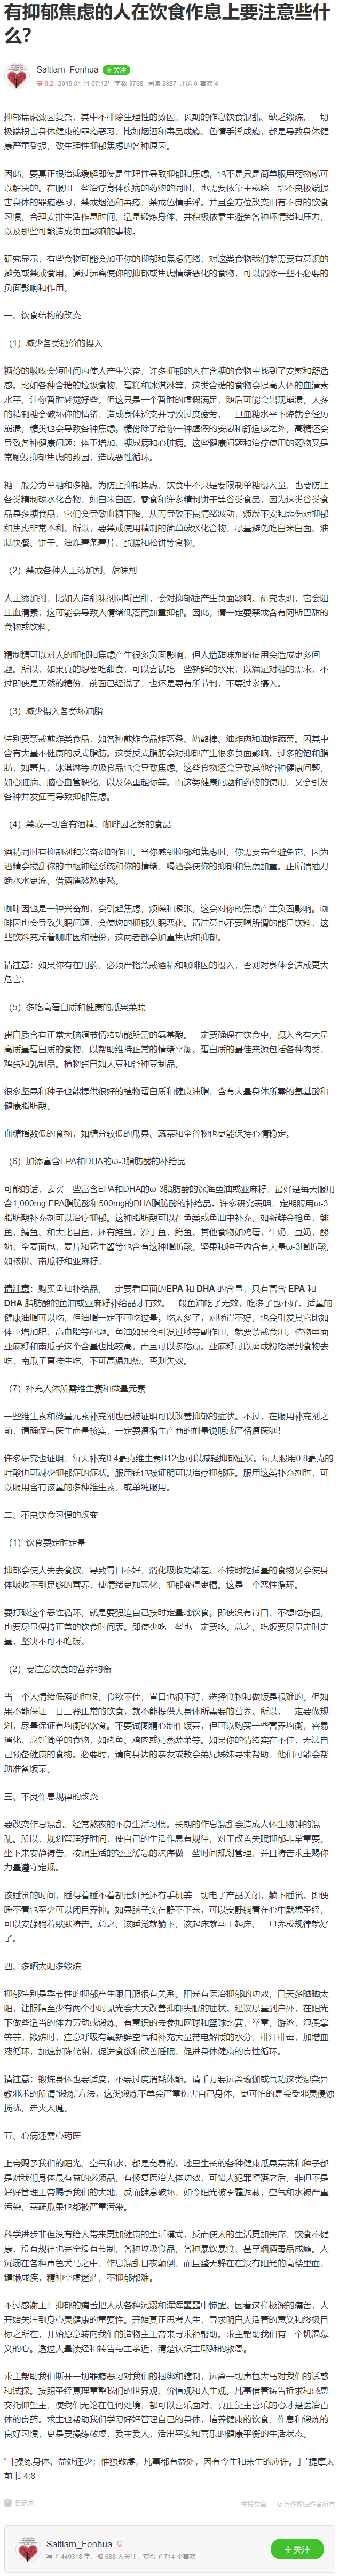 有抑郁焦虑的人在饮食作息上要注意些什
么？
Saltlam_Fenhua
+ 关注
0.2 2019.01.11 07:12* 字数 3768 阅读 2887 评论 0 喜欢 4
抑郁焦虑致因复杂，其中不排除生理性的致因。长期的作息饮食混乱、缺乏锻炼、一切
极端损害身体健康的罪瘾恶习，比如烟酒和毒品成瘾、色情手淫成瘾，都是导致身体健
康严重受损，致生理性抑郁焦虑的各种原因。
因此，要真正根治或缓解即使是生理性导致抑郁和焦虑，也不是只是简单服用药物就可
以解决的。在服用一些治疗身体疾病的药物的同时，也需要依靠主戒除一切不良极端损
害身体的罪瘾恶习，禁戒烟酒和毒瘾，禁戒色情手淫。并且全方位改变旧有不良的饮食
习惯，合理安排生活作息时间，适量锻炼身体，并积极依靠主避免各种坏情绪和压力，
以及那些可能造成负面影响的事物。
研究显示，有些食物可能会加重你的抑郁和焦虑情绪，对这类食物我们就需要有意识的
避免或禁戒食用。通过远离使你的抑郁或焦虑情绪恶化的食物，可以消除一些不必要的
负面影响和作用。
一、饮食结构的改变
（1）减少各类糖份的摄入
糖份的吸收会短时间内使人产生兴奋，许多抑郁的人在含糖的食物中找到了安慰和舒适
感。比如各种含糖的垃圾食物、蛋糕和冰淇淋等，这类含糖的食物会提高人体的血清素
水平，让你暂时感觉好些。但这只是一个暂时的虚假满足，随后可能会出现崩溃。太多
的精制糖会破坏你的情绪，造成身体透支并导致过度疲劳，一旦血糖水平下降就会经历
崩溃，糖类也会导致各种焦虑。糖份除了给你一种虚假的安慰和舒适感之外，高糖还会
导致各种健康问题：体重增加、糖尿病和心脏病。这些健康问题和治疗使用的药物又是
常触发抑郁焦虑的致因，造成恶性循环。
糖一般分为单糖和多糖。为防止抑郁焦虑，饮食中不只是要限制单糖摄入量，也要防止
各类精制碳水化合物，如白米白面，零食和许多精制饼干等谷类食品，因为这类谷类食
品是多糖食品，它们会导致血糖下降，从而导致不良情绪波动，烦躁不安和悲伤对抑郁
和焦虑非常不利。所以，要禁戒使用精制的简单碳水化合物，尽量避免吃白米白面、油
腻快餐、饼干、油炸薯条薯片、蛋糕和松饼等食物。
（2）禁戒各种人工添加剂、甜味剂
人工添加剂，比如人造甜味剂阿斯巴甜，会对抑郁症产生负面影响。研究表明，它会阻
止血清素，这可能会导致人情绪低落而加重抑郁。因此，请一定要禁戒含有阿斯巴甜的
食物或饮料。
精制糖可以对人的抑郁和焦虑产生很多负面影响，但人造甜味剂的使用会造成更多问
题。所以，如果真的想要吃甜食，可以尝试吃一些新鲜的水果，以满足对糖的需求，不
过即使是天然的糖份，前面已经说了，也还是要有所节制，不要过多摄入。
（3）减少摄入各类坏油脂
特别要禁戒煎炸类食品，如各种煎炸食品炸薯条、奶酪棒、油炸肉和油炸蔬菜。因其中
含有大量不健康的反式脂肪。这类反式脂肪会对抑郁产生很多负面影响。过多的饱和脂
肪，如薯片、冰淇淋等垃圾食品也会导致焦虑。这些食物还会导致其他各种健康问题，
如心脏病、脑心血管硬化、以及体重超标等。而这类健康问题和药物的使用，又会引发
各种并发症而导致抑郁焦虑。
（4）禁戒一切含有酒精、咖啡因之类的食品
酒精同时有抑制剂和兴奋剂的作用。当你感到抑郁和焦虑时，你需要完全避免它，因为
酒精会搅乱你的中枢神经系统和你的情绪，喝酒会使你的抑郁和焦虑加重。正所谓抽刀
断水水更流，借酒消愁愁更愁。
咖啡因也是一种兴奋剂，会引起焦虑，烦躁和紧张，这会对你的焦虑产生负面影响。咖
啡因也会导致失眠问题，会使您的抑郁失眠恶化。请注意也不要喝所谓的能量饮料，这
些饮料充斥着咖啡因和糖份，这两者都会加重焦虑和抑郁。
请注意：如果你有在用药，必须严格禁戒酒精和咖啡因的摄入，否则对身体会造成更大
危害。
（5）多吃高蛋白质和健康的瓜果菜蔬
蛋白质含有正常大脑调节情绪功能所需的氨基酸。一定要确保在饮食中，摄入含有大量
高质量蛋白质的食物，以帮助维持正常的情绪平衡。蛋白质的最佳来源包括各种肉类，
鸡蛋和乳制品。植物蛋白如大豆和各种豆制品。
很多坚果和种子也能提供很好的植物蛋白质和健康油脂，含有大量身体所需的氨基酸和
健康脂肪酸。
血糖指数低的食物，如糖分较低的瓜果、蔬菜和全谷物也更能保持心情稳定。
（6）加添富含EPA和DHA的ω-3脂肪酸的补给品
可能的话，去买一些富含EPA和DHA的ω-3脂肪酸的深海鱼油或亚麻籽。最好是每天服用
含1,000mg EPA脂肪酸和500mg的DHA脂肪酸的补给品。许多研究表明，定期服用ω-3
脂肪酸补充剂可以治疗抑郁。这种脂肪酸可以在鱼类或鱼油中补充，如新鲜金枪鱼，鲱
鱼，鲭鱼、和大比目鱼，还有鲑鱼，沙丁鱼，鳟鱼。其他食物如鸡蛋，牛奶，豆奶，酸
奶，全麦面包，麦片和花生酱等也含有这种脂肪酸。坚果和种子内含有大量ω-3脂肪酸，
如核桃、南瓜籽和亚麻籽。
请注意：购买鱼油补给品，一定要看里面的EPA 和 DHA 的含量，只有富含 EPA 和
DHA 脂肪酸的鱼油或亚麻籽补给品才有效。一般鱼油吃了无效，吃多了也不好。适量的
健康油脂可以吃，但油脂一定不可吃过量。吃太多了，对肠胃不好，也会引发其它比如
体重增加肥、高血脂等问题。鱼油如果会引发过敏等副作用，就要禁戒食用。植物里面
亚麻籽和南瓜子这个含量也比较高，而且可以多吃点。亚麻籽可以磨成粉吃混到食物去
吃，南瓜子直接生吃，不可高温加热，否则失效。
（7）补充人体所需维生素和微量元素
一些维生素和微量元素补充剂也已被证明可以改善抑郁的症状。不过，在服用补充剂之
前，请确保与医生商量核实，一定要遵循生产商的剂量说明或严格遵医嘱！
许多研究也证明，每天补充0.4毫克维生素B12也可以减轻抑郁症状。每天服用0.8毫克的
叶酸也可减少抑郁症的症状。服用镁也被证明可以治疗抑郁症。服用这类补充剂时，可
以服用含有该量的多种维生素，或单独服用。
二、不良饮食习惯的改变
（1）饮食要定时定量
抑郁会使人失去食欲，导致胃口不好，消化吸收功能差。不按时吃适量的食物又会使身
体吸收不到足够的营养，使情绪更加恶化，抑郁变得更糟。这是一个恶性循环。
要打破这个恶性循环，就是要强迫自己按时定量地饮食。即使没有胃口、不想吃东西，
也要尽量保持正常的饮食时间表。即使少吃一些也一定要吃。总之，吃饭要尽量定时定
量，坚决不可不吃饭。
（2）要注意饮食的营养均衡
当一个人情绪低落的时候，食欲不佳，胃口也很不好，选择食物和做饭是很难的。但如
果不能保证一日三餐正常的饮食，就不能提供人身体所需要的营养。所以，一定要做规
划，尽量保证有均衡的饮食。不要试图精心制作饭菜，但可以购买一些营养均衡，容易
消化、烹饪简单的食物，如烤鱼、鸡肉或清蒸蔬菜等。如果你的情绪实在不佳，无法自
己预备健康的食物。必要时，请向身边的亲友或教会弟兄姊妹寻求帮助，他们可能会帮
助准备饭菜。
三、不良作息规律的改变
要改变作息混乱、经常熬夜的不良生活习惯。长期的作息混乱会造成人体生物钟的混
乱。所以，规划管理好时间，使自己的生活作息有规律，对于改善失眠抑郁非常重要。
坐下来安静祷告，按照生活的轻重缓急的次序做一些时间规划管理，并且祷告求主赐你
力量遵守定规。
该睡觉的时间，睡得着睡不着都把灯光还有手机等一切电子产品关闭，躺下睡觉。即便
睡不着也至少可以闭目养神。如果脑子实在静不下来，可以安静躺着在心中默想圣经，
可以安静躺着默默祷告。总之，该睡觉就躺下，该起床就马上起床，一旦养成规律就好
了。
四、多晒太阳多锻炼
抑郁特别是季节性的抑郁产生跟日照很有关系。阳光有医治抑郁的功效，白天多晒晒太
阳，让眼睛至少有两个小时见光会大大改善抑郁失眠的症状。建议尽量到户外，在阳光
下做些适当的体力劳动或锻炼，有意识的去参加网球和篮球比赛，举重，游泳，泡桑拿
等等。锻炼时，注意呼吸有氧新鲜空气和补充大量带电解质的水分，排汗排毒，加增血
液循环，加速新陈代谢，促进食欲和改善睡眠，促进身体健康的良性循环。
请注意：锻炼身体也要适度，不要过度消耗体能。请千万要远离瑜伽或气功这类混杂异
教邪术的所谓“锻炼”方法，这类锻炼不单会严重伤害自己身体，更可怕的是会受邪灵侵蚀
搅扰，走火入魔。
五、心病还需心药医
上帝赐予我们的阳光、空气和水，都是免费的。地里生长的各种健康瓜果菜蔬和种子都
是对我们身体最有益的必须品，有修复医治人体功效，可惜人犯罪堕落之后，非但不是
好好管理上帝赐予我们的大地，反而肆意破坏，如今阳光被雾霾遮蔽，空气和水被严重
污染，菜蔬瓜果也都被严重污染。
科学进步非但没有给人带来更加健康的生活模式，反而使人的生活更加失序，饮食不健
康，没有规律也完全没有节制，各种垃圾食品，各种暴饮暴食，甚至烟酒毒品成瘾。人
沉溺在各种声色犬马之中，作息混乱日夜颠倒，而且整天躲在在没有阳光的高楼里面，
慵懒成疾，精神空虚迷茫，不抑郁都难。
不过感谢主！抑郁的痛苦把人从各种沉溺和浑浑噩噩中惊醒。因着这样极深的痛苦，人
开始关注到身心灵健康的重要性。开始真正思考人生，寻求明白人活着的意义和终极目
标之所在，开始愿意转向我们的造物主上帝来寻求祂帮助。求主帮助我们有一个饥渴慕
义的心。透过大量读经和祷告与主亲近，清楚认识主耶稣的救恩。
求主帮助我们断开一切罪瘾恶习对我们的捆绑和辖制，远离一切声色犬马对我们的诱惑
和试探。按照圣经真理重整我们的世界观、价值观和人生观。凡事借着祷告祈求和感恩
交托仰望主，使我们无论在任何处境，都可以喜乐面对。真正靠主喜乐的心才是医治百
体的良药。求主也帮助我们学习好好管理自己的身体，培养健康的饮食、作息和锻炼的
良好习惯，更是要操练敬虔，爱主爱人，活出平安和喜乐的健康平衡的生活状态。
“「操练身体，益处还少；惟独敬虔，凡事都有益处，因有今生和来生的应许。」”提摩太
前书 4:8
日记本
举报文章 © 著作权归作者所有
Saltlam_Fenhua
写了 449318 字，被 688 人关注，获得了 714 个喜欢
+ 关注